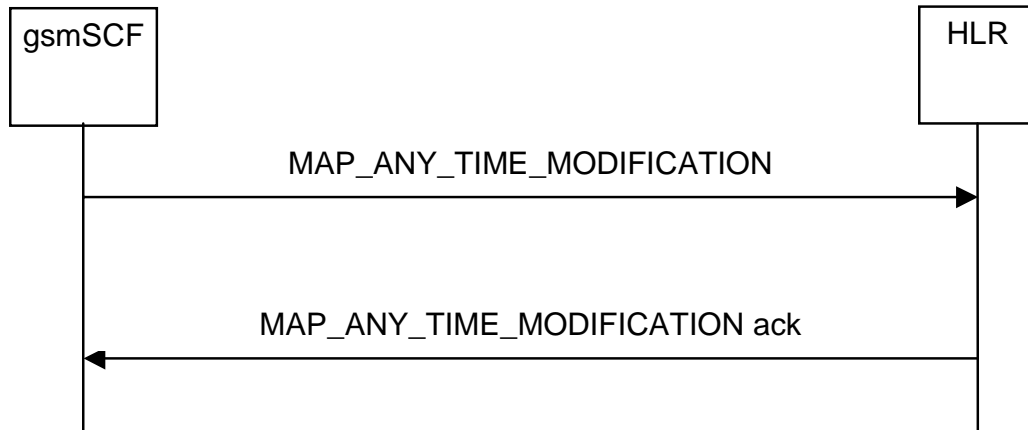 gsmSCF
HLR
MAP_ANY_TIME_MODIFICATION
MAP_ANY_TIME_MODIFICATION ack